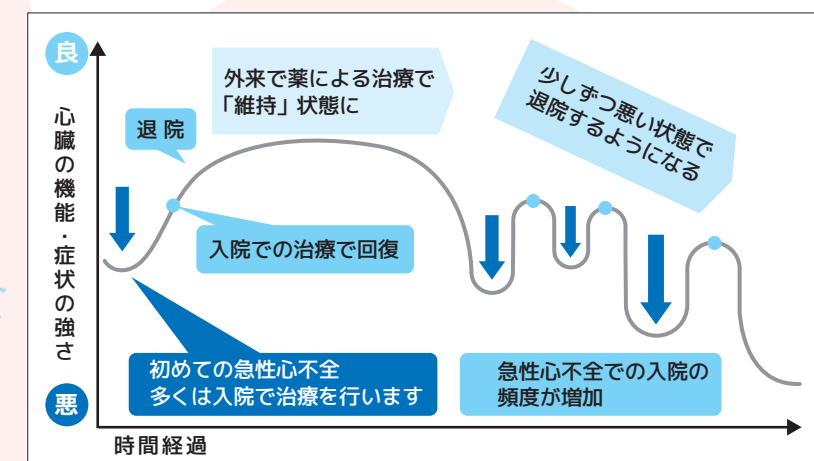 良
心臓の機能・症状の強さ
悪
時間経過
退院
外来で薬による治療で
「維持」状態に
少しずつ悪い状態で
退院するようになる
入院での治療で回復
初めての急性心不全
多くは入院で治療を行います
急性心不全での入院の
頻度が増加